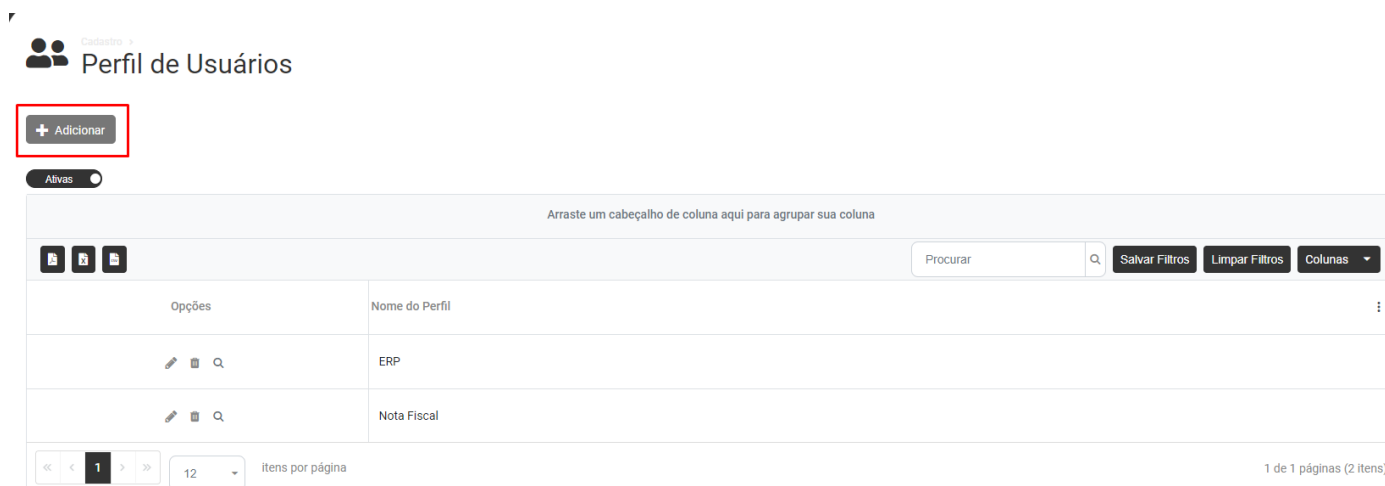 Cadastro >
Perfil de Usuários
Adicionar
Ativas
Arraste um cabeçalho de coluna aqui para agrupar sua coluna
Procurar
Salvar Filtros
Limpar Filtros
Colunas
Opções
Nome do Perfil
ERP
Nota Fiscal
« < 1 > »
12
itens por página
1 de 1 páginas (2 itens)